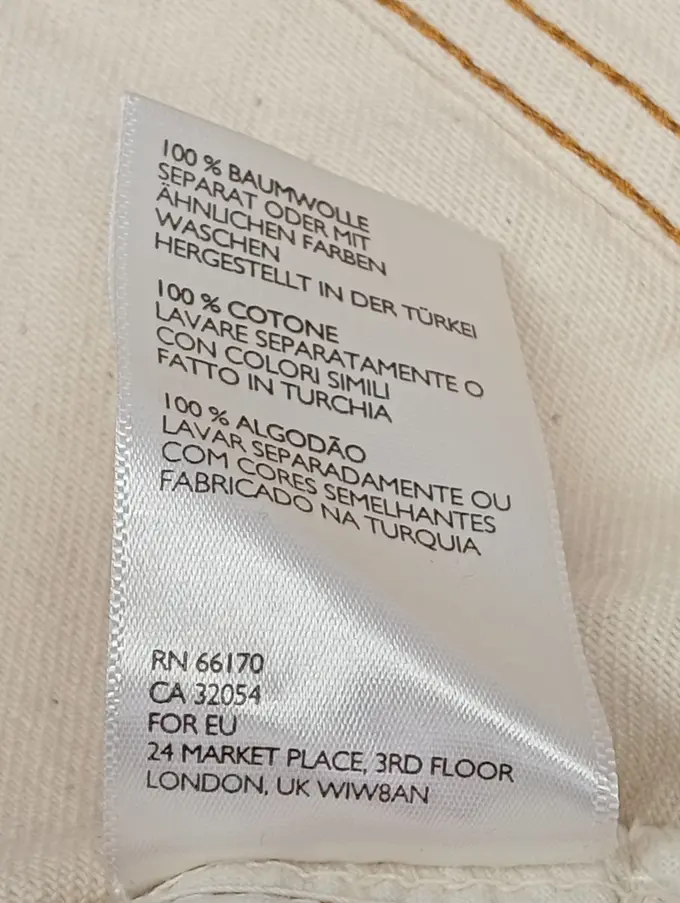 100 % BAUMWOLLE
SEPARAT ODER MIT
ÄHNLICHEN FARBEN
WASCHEN
HERGESTELLT IN DER TÜRKEI
100 % COTONE
LAVARE SEPARATAMENTE O
CON COLORI SIMILI
FATTO IN TURCHIA
100 % ALGODÃO
LAVAR SEPARADAMENTE OU
COM CORES SEMELHANTES
FABRICADO NA TURQUIA
RN 66170
CA 32054
FOR EU
24 MARKET PLACE, 3RD FLOOR
LONDON, UK W1W8AN